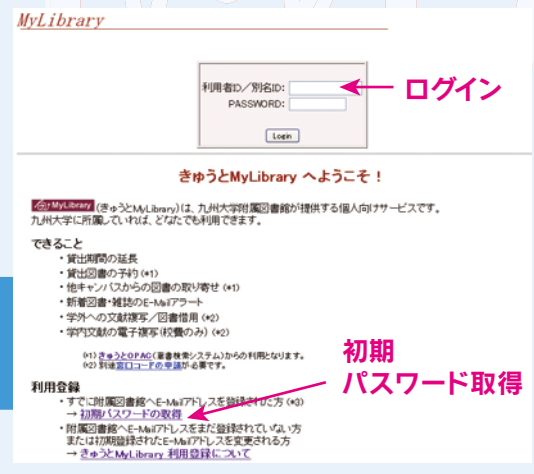 MyLibrary
利用者ID／別名ID:
ログイン
PASSWORD:
Login
きゅうとMyLibrary へようこそ！
MyLibrary (きゅうとMyLibrary)は、九州大学附属図書館が提供する個人向けサービスです。
九州大学に所属していれば、どなたでも利用できます。
できること
・貸出期間の延長
・貸出図書の予約 (*1)
・他キャンパスからの図書の取り寄せ (*1)
・新着図書・雑誌のE-Mailアラート
・学外への文献複写／図書借用 (*2)
・学内文献の電子複写(校費のみ) (*2)
(*1) きゅうとOPAC(蔵書検索システム)からの利用となります。
(*2) 別途窓口コードの申請が必要です。
初期
パスワード取得
利用登録
・すでに附属図書館へE-Mailアドレスを登録された方 (*3)
→ 初期パスワードの取得
・附属図書館へE-Mailアドレスをまだ登録されていない方
または初期登録されたE-Mailアドレスを変更される方
→ きゅうとMyLibrary 利用登録について